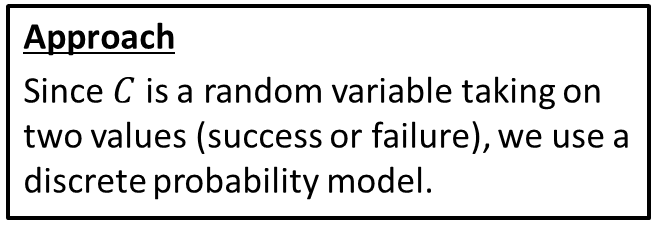 Approach
Since C is a random variable taking on
two values (success or failure), we use a
discrete probability model.